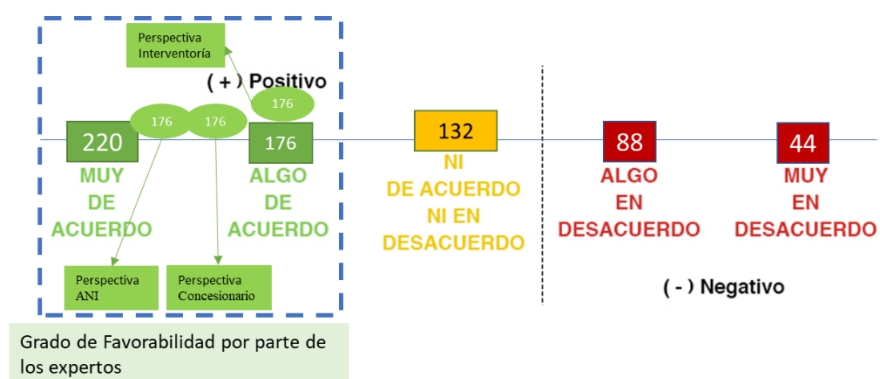 Perspectiva
Interventoría
( + ) Positivo
176
176
176
220
176
132
88
44
MUY
DE
ACUERDO
ALGO
DE
ACUERDO
NI
DE ACUERDO
NI EN
DESACUERDO
ALGO
EN
DESACUERDO
MUY
EN
DESACUERDO
Perspectiva
ANI
Perspectiva
Concesionario
( - ) Negativo
Grado de Favorabilidad por parte de
los expertos